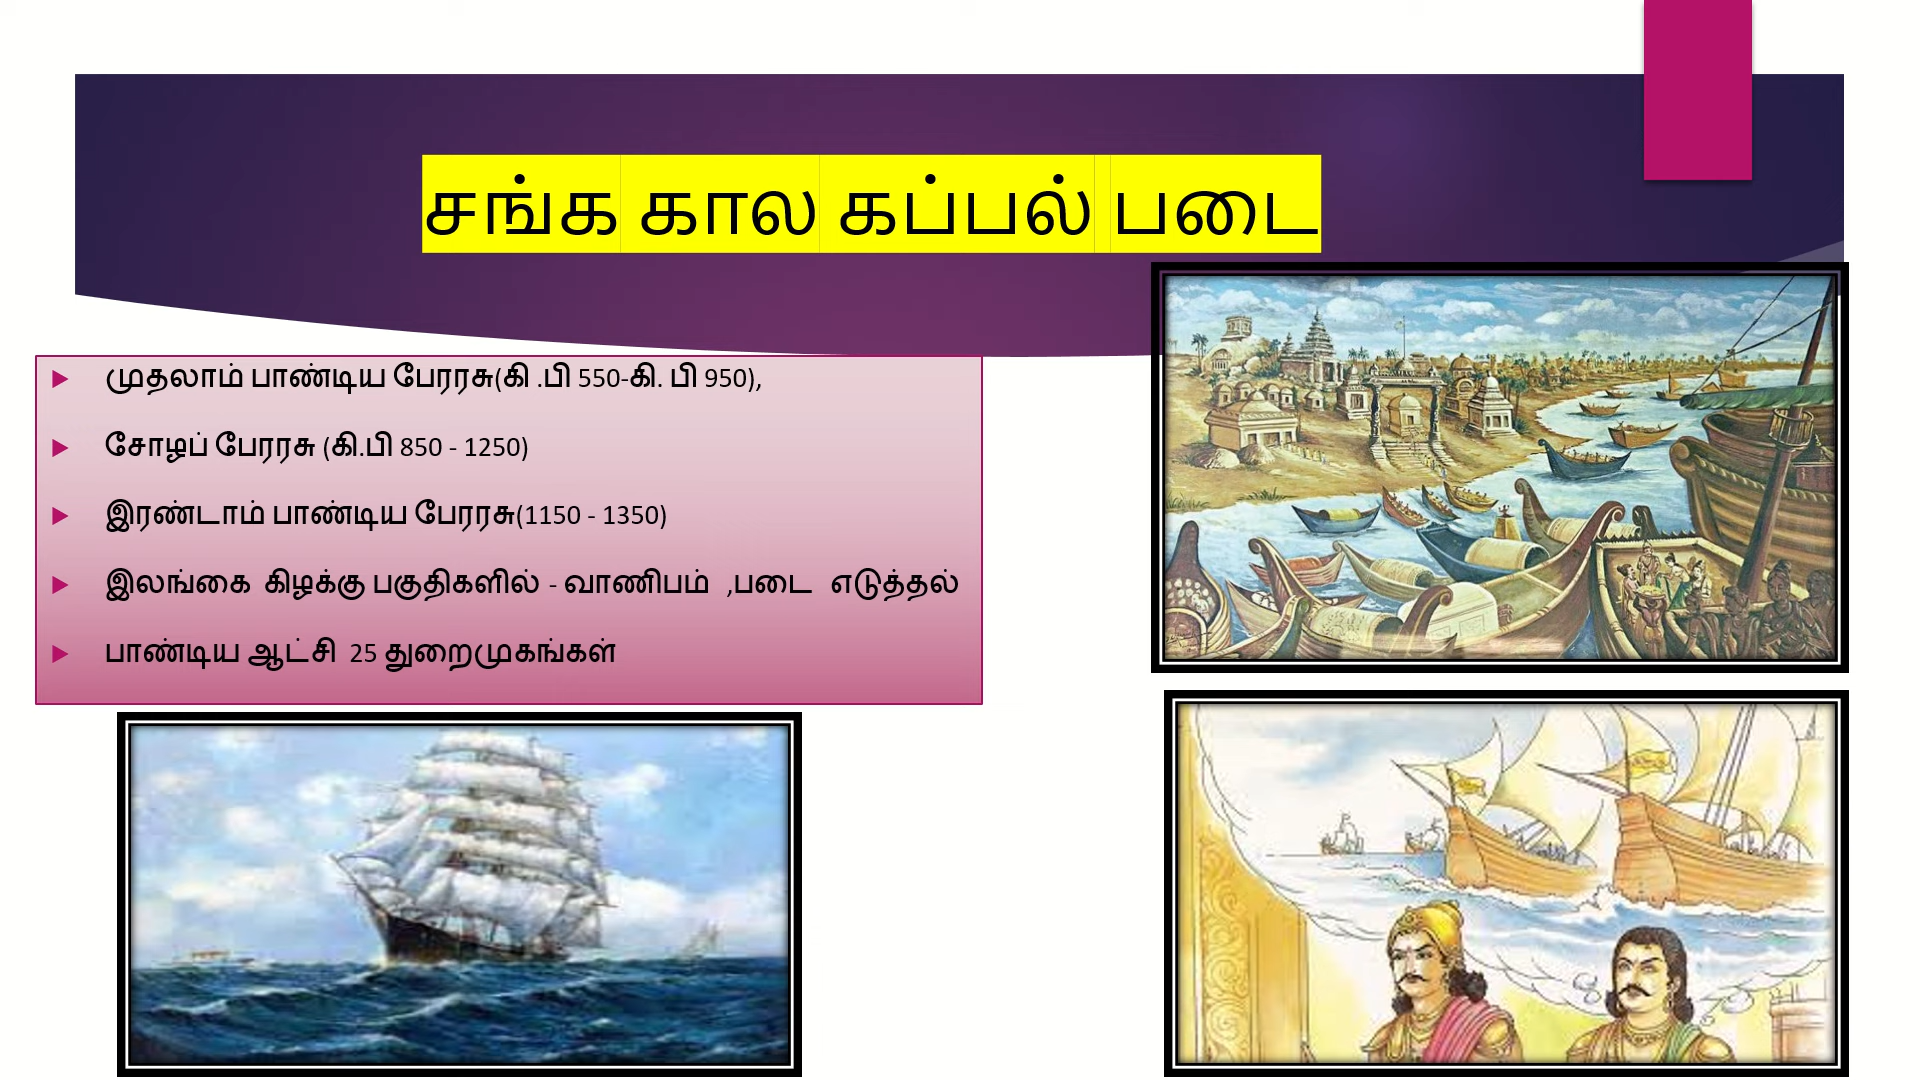 சங்க கால கப்பல் படை
முதலாம் பாண்டிய பேரரசு(கி .பி 550-கி. பி 950),
சோழப் பேரரசு (கி.பி 850 - 1250)
இரண்டாம் பாண்டிய பேரரசு(1150 - 1350)
இலங்கை கிழக்கு பகுதிகளில் - வாணிபம் ,படை எடுத்தல்
பாண்டிய ஆட்சி 25 துறைமுகங்கள்